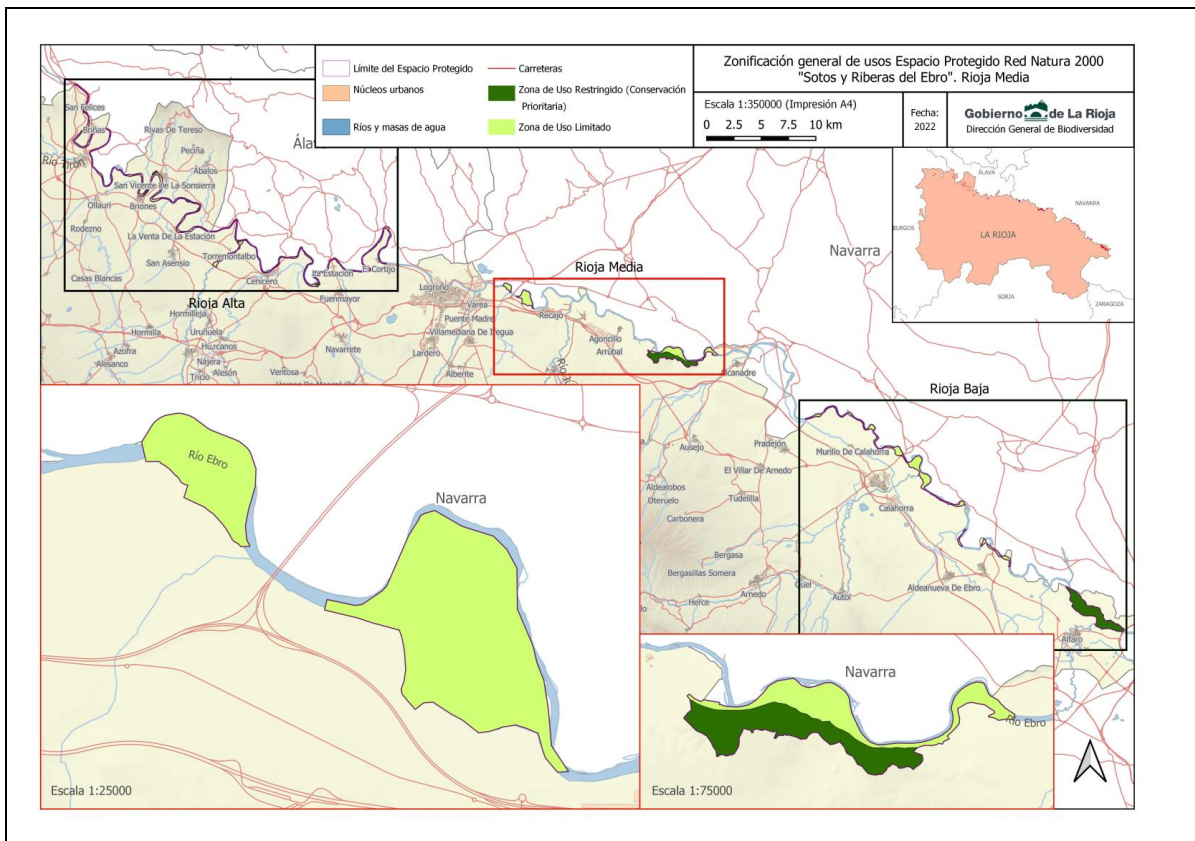 Límite del Espacio Protegido
Carreteras
Núcleos urbanos
Zona de Uso Restringido (Conservación
Prioritaria)
Ríos y masas de agua
Zona de Uso Limitado
Zonificación general de usos Espacio Protegido Red Natura 2000
"Sotos y Riberas del Ebro". Rioja Media
Escala 1:350000 (Impresión A4)
0 2.5 5 7.5 10 km
Fecha:
2022
Gobierno de La Rioja
Dirección General de Biodiversidad
ÁLAVA
NAVARRA
BURGOS
LA RIOJA
SORIA
ZARAGOZA
San Felices
Briñas
Rivas De Tereso
Peciña
Ábalos
San Vicente De La Sonsierra
Ollauri
Briones
Rodezno
La Venta De La Estación
San Asensio
Torremontalbo
Casas Blancas
Cenicero
La Estación
El Cortijo
Fuenmayor
Rioja Alta
Hormilleja
Hormilla
Uruñuela
Huércanos
Azofra
Nájera
Alesanco
Tricio
Alesón
Ventosa
Navarrete
Logroño
Varea
Puente Madre
Villamediana De Iregua
Lardero
Alberite
Rioja Media
Recajo
Agoncillo
Arrúbal
Navarra
Alcanadre
Rioja Baja
Ausejo
Pradejón
Murillo De Calahorra
El Villar De Arnedo
Aldealobos
Oteruelo
Tudelilla
Calahorra
Carbonera
Bergasa
Bergasillas Somera
Herce
Arnedo
Quel
Autol
Aldeanueva De Ebro
Alfaro
Río Ebro
Navarra
Escala 1:25000
Navarra
Río Ebro
Escala 1:75000